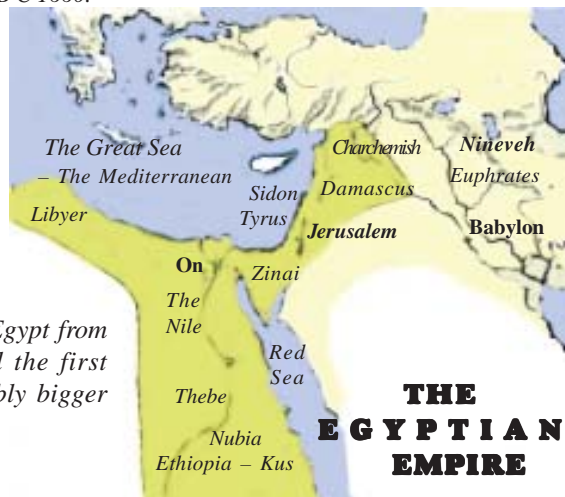 The Great Sea
– The Mediterranean
Charchemish
Nineveh
Euphrates
Sidon
Tyrus
Damascus
Libyer
Jerusalem
Babylon
On
Zinai
The
Nile
Egypt from
the first
bly bigger
Red
Sea
Thebe
Nubia
Ethiopia – Kus
THE
EGYPTIAN
EMPIRE